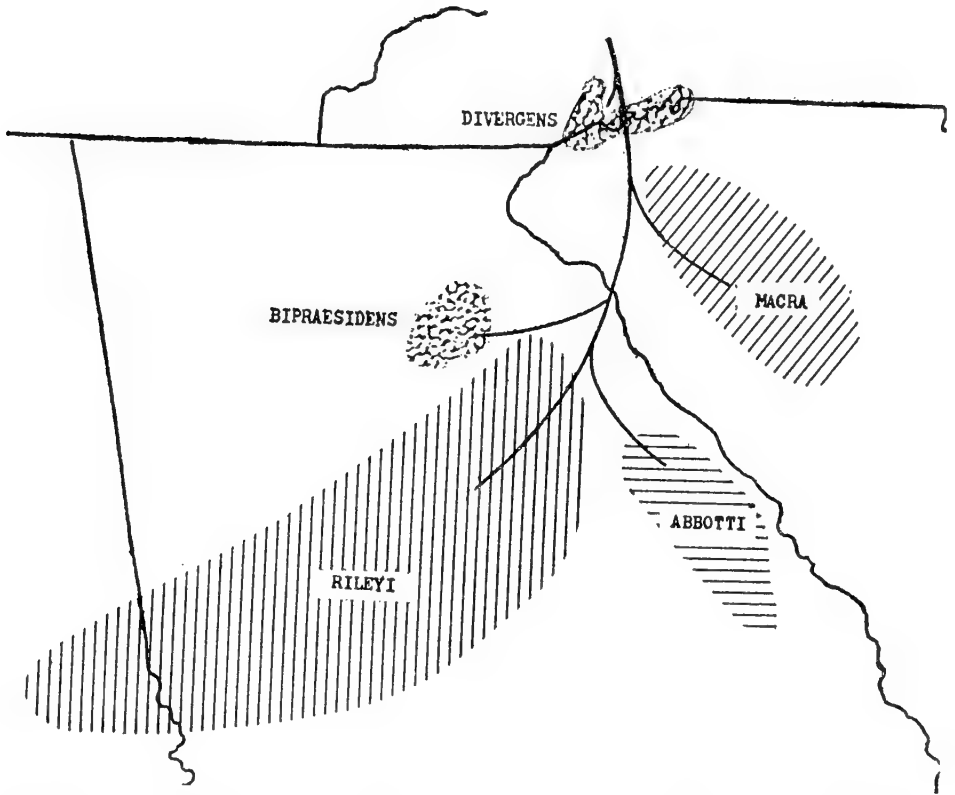 DIVERGENS
MACRA
BIPRAESIDENS
ABBOTTI
RILEYI